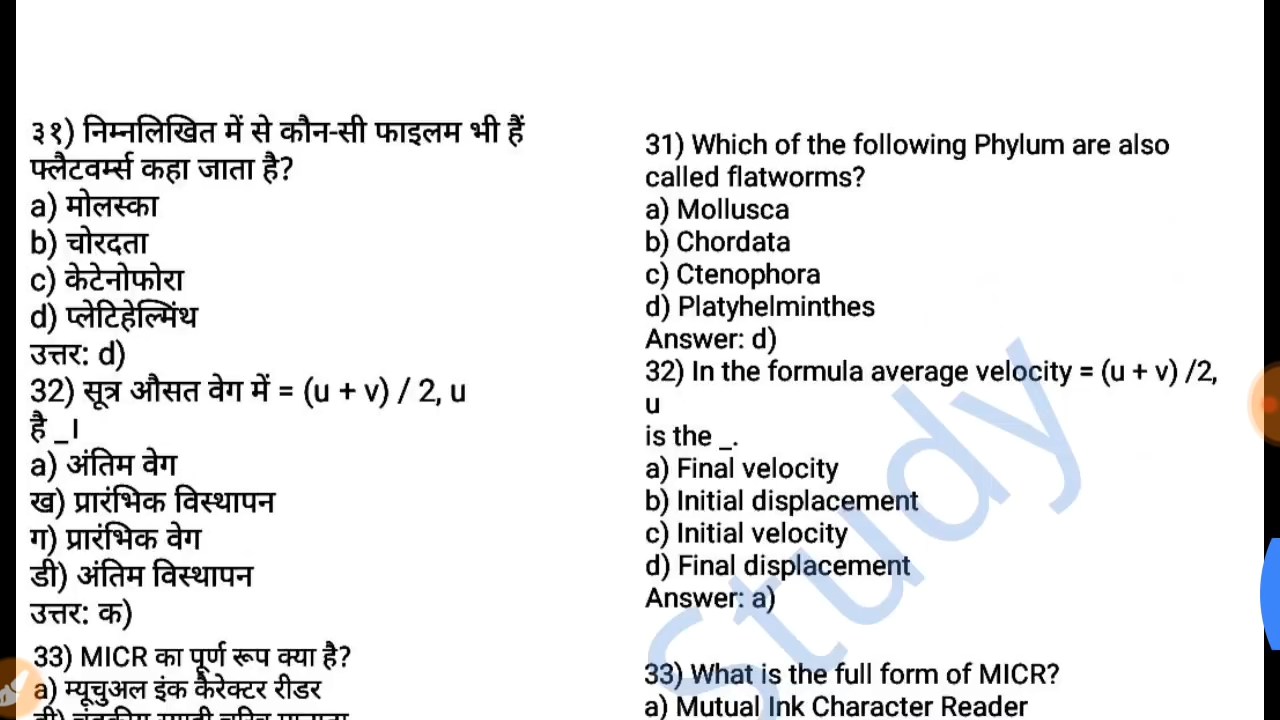 ३१) निम्नलिखित में से कौन-सी फाइलम भी हैं
फ्लैटवर्म्स कहा जाता है?
a) मोलस्का
b) चोरदता
c) केटेनोफोरा
d) प्लेटिहेल्मिंथ
उत्तर: d)
32) सूत्र औसत वेग में = (u + v) / 2, u
है _।
a) अंतिम वेग
ख) प्रारंभिक विस्थापन
ग) प्रारंभिक वेग
डी) अंतिम विस्थापन
उत्तर: क)
33) MICR का पूर्ण रूप क्या है?
a) म्यूचुअल इंक कैरेक्टर रीडर
31) Which of the following Phylum are also
called flatworms?
a) Mollusca
b) Chordata
c) Ctenophora
d) Platyhelminthes
Answer: d)
32) In the formula average velocity = (u + v) /2,
u
is the _.
a) Final velocity
b) Initial displacement
c) Initial velocity
d) Final displacement
Answer: a)
33) What is the full form of MICR?
a) Mutual Ink Character Reader
Study